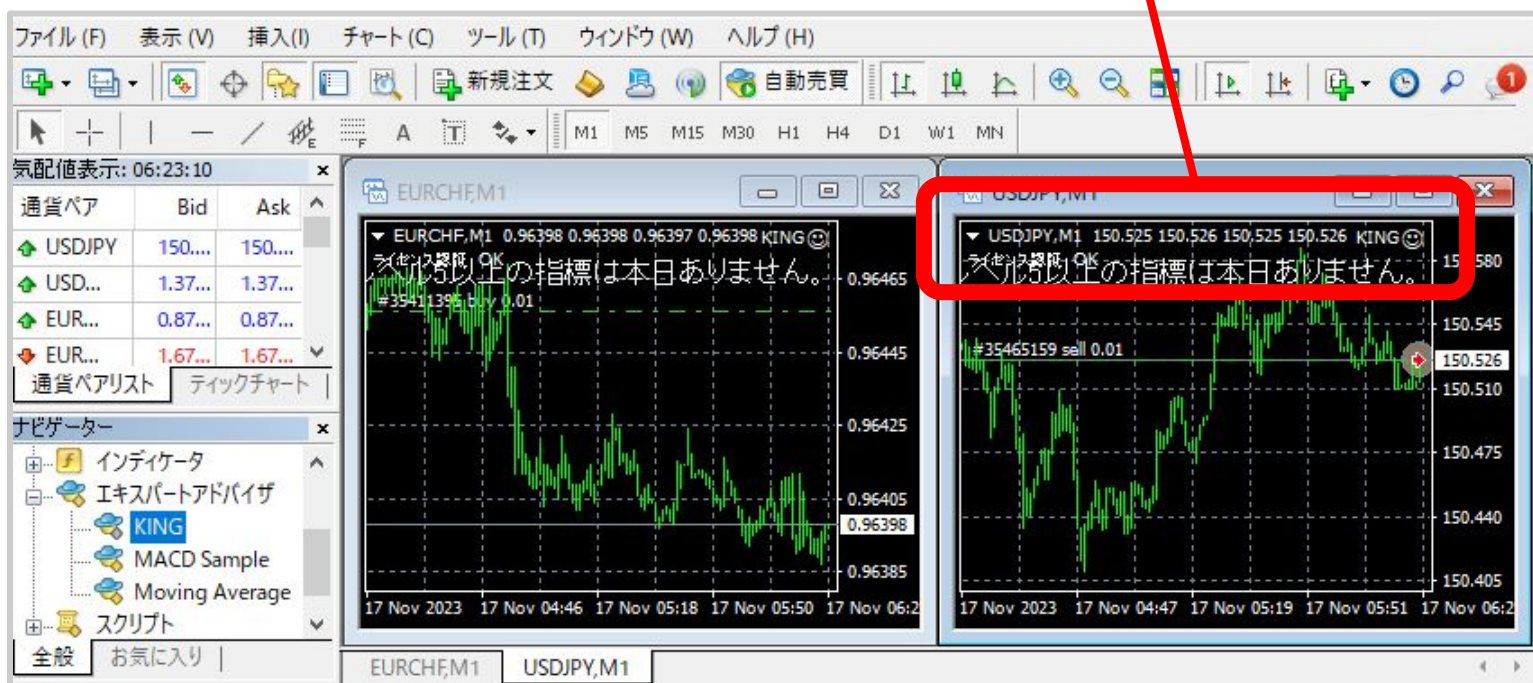 ファイル (F) 表示 (V) 挿入(I) チャート (C) ツール (T) ウィンドウ (W) ヘルプ (H)
新規注文 自動売買 1
A T M1 M5 M15 M30 H1 H4 D1 W1 MN
気配値表示: 06:23:10
通貨ペア Bid Ask
USDJPY 150.... 150....
USD... 1.37... 1.37...
EUR... 0.87... 0.87...
EUR... 1.67... 1.67...
通貨ペアリスト ティックチャート
ナビゲーター
インディケータ
エキスパートアドバイザ
KING
MACD Sample
Moving Average
スクリプト
全般 お気に入り
EURCHF,M1
EURCHF,M1 0.96398 0.96398 0.96397 0.96398 KING
ライセンス認証 OK
レベル5以上の指標は本日ありません。
#35411395 buy 0.01
0.96465
0.96445
0.96425
0.96405
0.96398
0.96385
17 Nov 2023 17 Nov 04:46 17 Nov 05:18 17 Nov 05:50 17 Nov 06:2
USDJPY,M1
USDJPY,M1 150.525 150.526 150.525 150.526 KING
ライセンス認証 OK
レベル5以上の指標は本日ありません。
#35465159 sell 0.01
150.580
150.545
150.526
150.510
150.475
150.440
150.405
17 Nov 2023 17 Nov 04:47 17 Nov 05:19 17 Nov 05:51 17 Nov 06:2
EURCHF,M1 USDJPY,M1